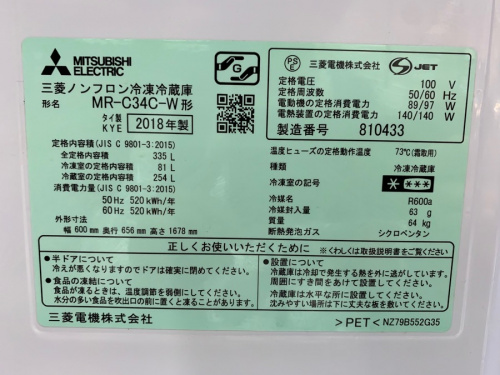 MITSUBISHI
ELECTRIC
三菱ノンフロン冷凍冷蔵庫
形名 MR-C34C-W形
タイ製
KYE 2018年製
定格内容積(JIS C 9801-3:2015)
全定格内容積 335 L
冷凍室の定格内容積 81 L
冷蔵室の定格内容積 254 L
消費電力量(JIS C 9801-3:2015)
50Hz 520 kWh/年
60Hz 520 kWh/年
外形寸法
幅 600 mm 奥行 656 mm 高さ 1678 mm
G
PS
E
三菱電機株式会社
S JET
定格電圧 100 V
定格周波数 50/60 Hz
電動機の定格消費電力 89/97 W
電熱装置の定格消費電力 140/140 W
製造番号 810433
温度ヒューズの定格動作温度 73℃(霜取用)
種類 冷凍冷蔵庫
冷凍室の記号 * ***
冷媒名 R600a
冷媒封入量 63 g
質量 64 kg
断熱発泡ガス シクロペンタン
正しくお使いいただくために ※くわしくは取扱説明書をご覧ください
●半ドアについて
冷えが悪くなりますのでドアは確実に閉めてください。
●食品の凍結について
食品が凍るときは、温度調節を弱側にしてください。
水分の多い食品は吹出口の前に置くと凍ることがあります。
●設置について
冷蔵庫は冷却で発生する熱を外に逃がしています。
周囲にすき間をあけて設置してください。
冷蔵庫は水平な所に設置してください。
沈みやすい場所は下に丈夫な板を敷いてください。
三菱電機株式会社
>PET< NZ79B552G35